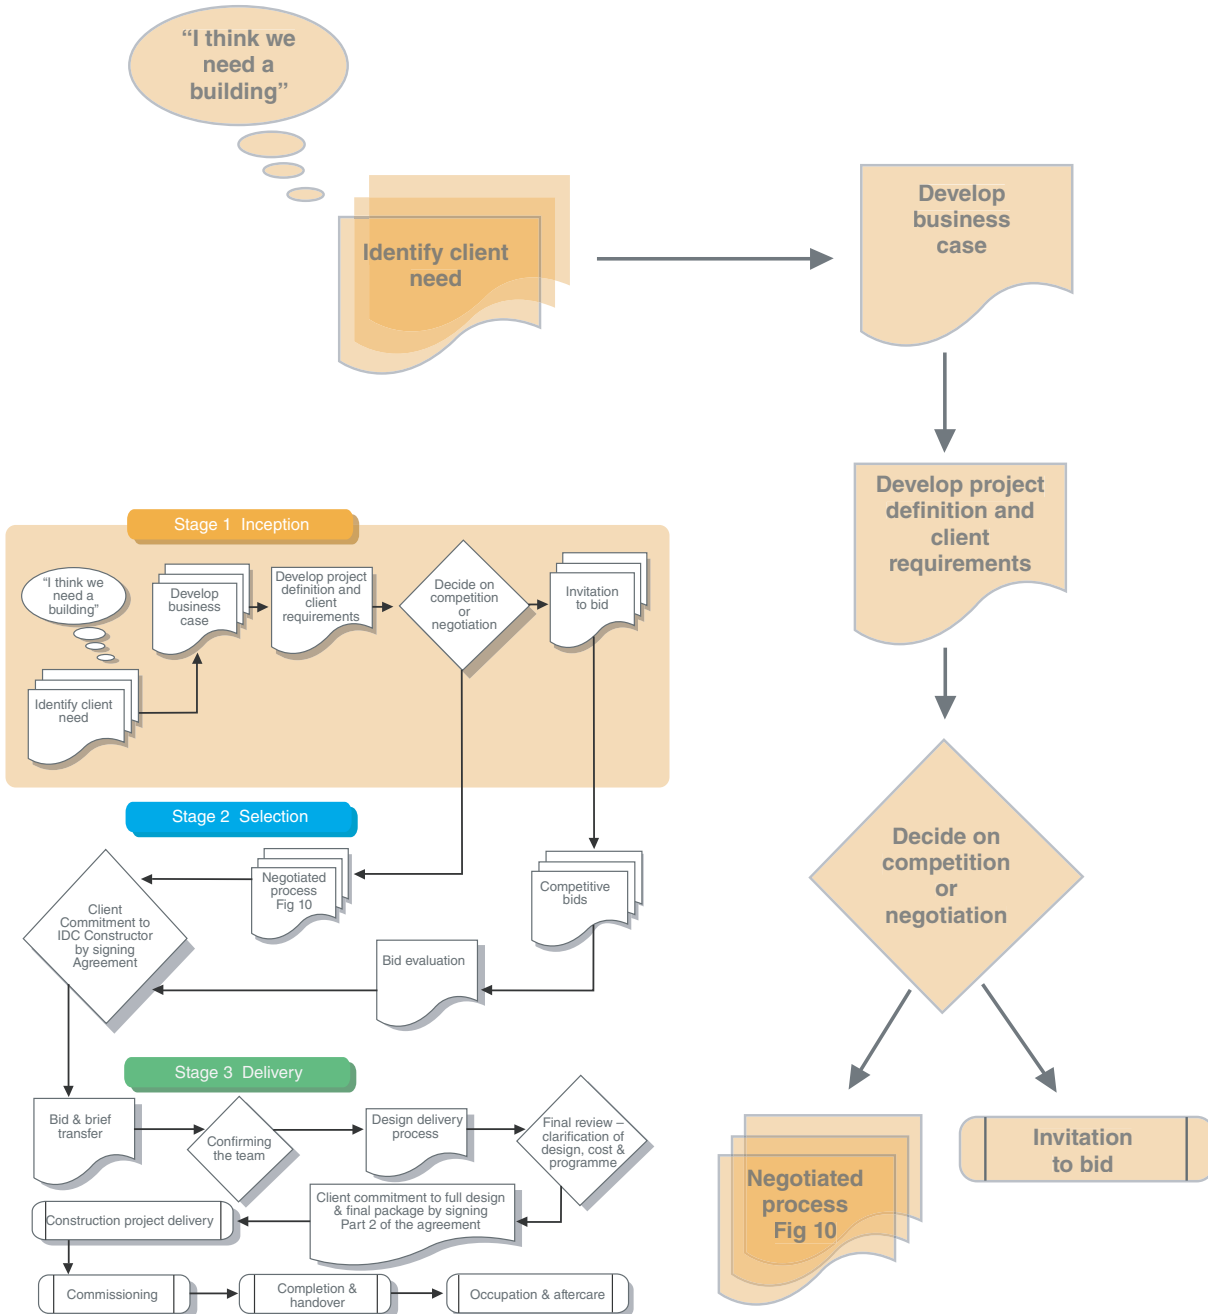 “I think we
need a
building”
Identify client
need
Develop
business
case
Develop project
definition and
client
requirements
Decide on
competition
or
negotiation
Negotiated
process
Fig 10
Invitation
to bid
Stage 1 Inception
“I think we
need a
building”
Identify client
need
Develop
business
case
Develop project
definition and
client
requirements
Decide on
competition
or
negotiation
Invitation
to bid
Stage 2 Selection
Client
Commitment to
IDC Constructor
by signing
Agreement
Negotiated
process
Fig 10
Competitive
bids
Bid evaluation
Stage 3 Delivery
Bid & brief
transfer
Confirming
the team
Design delivery
process
Final review –
clarification of
design, cost &
programme
Client commitment to full design
& final package by signing
Part 2 of the agreement
Construction project delivery
Commissioning
Completion &
handover
Occupation & aftercare